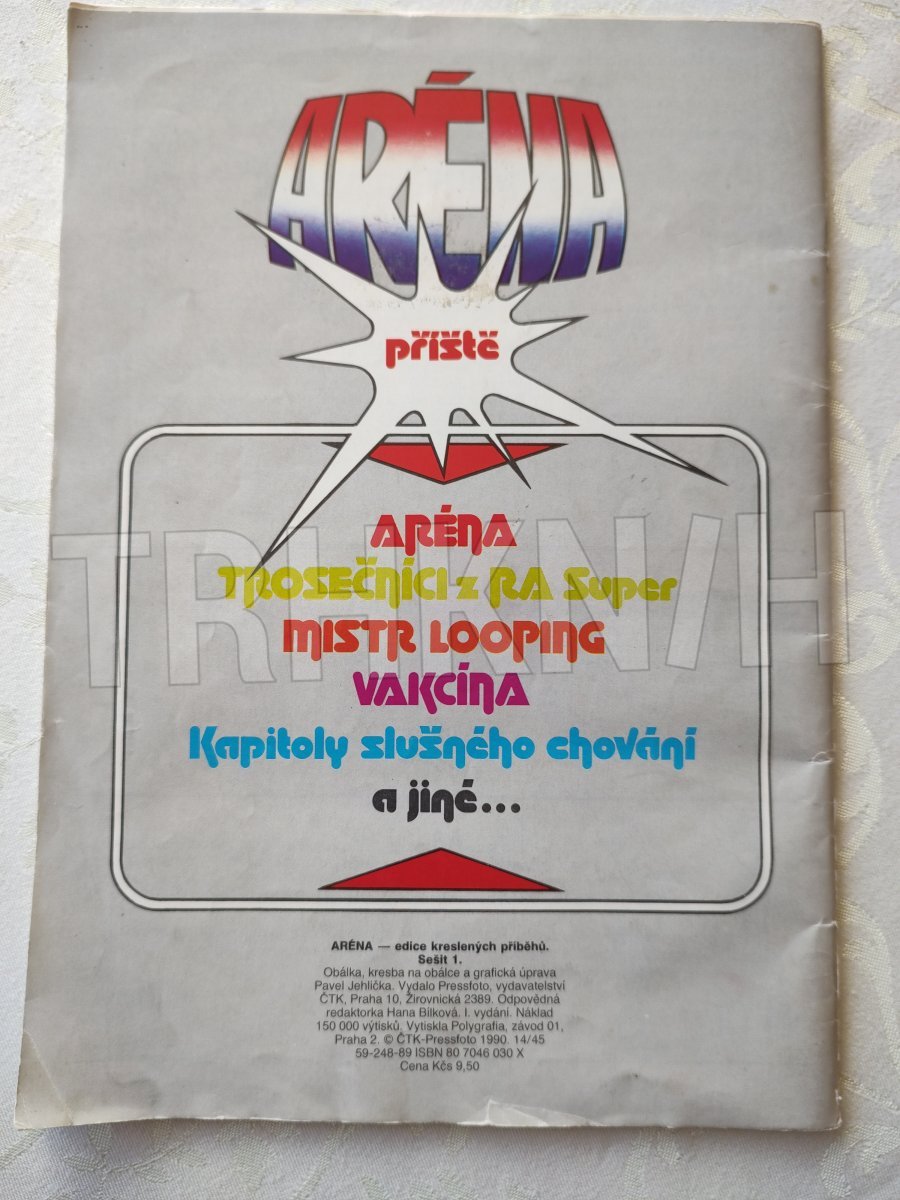 ARÉNA
příště
ARÉNA
TROSEČNÍCI z RA Super
MISTR LOOPING
VAKCÍNA
Kapitoly slušného chování
a jiné...
TRHKNIH
ARÉNA — edice kreslených příběhů.
Sešit 1.
Obálka, kresba na obálce a grafická úprava
Pavel Jehlička. Vydalo Pressfoto, vydavatelství
ČTK, Praha 10, Žirovnická 2389. Odpovědná
redaktorka Hana Bílková. I. vydání. Náklad
150 000 výtisků. Vytiskla Polygrafia, závod 01,
Praha 2. © ČTK-Pressfoto 1990. 14/45
59-248-89 ISBN 80 7046 030 X
Cena Kčs 9,50